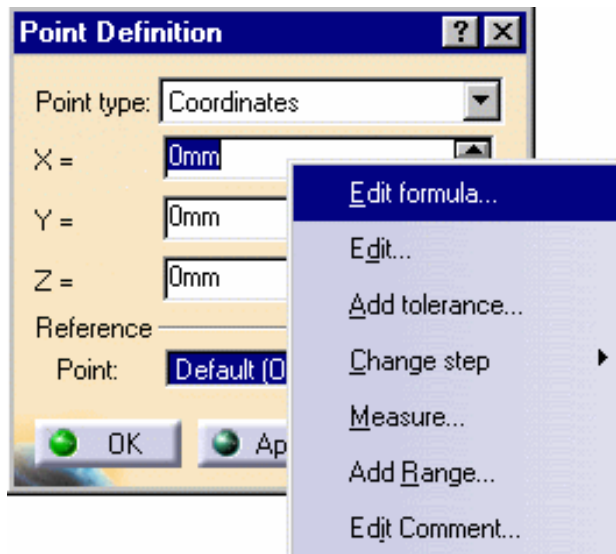 Point Definition ? ×
Point type: Coordinates
X = 0mm
Y = 0mm
Z = 0mm
Reference
Point: Default (O
OK Ap
Edit formula...
Edit...
Add tolerance...
Change step
Measure...
Add Range...
Edit Comment...